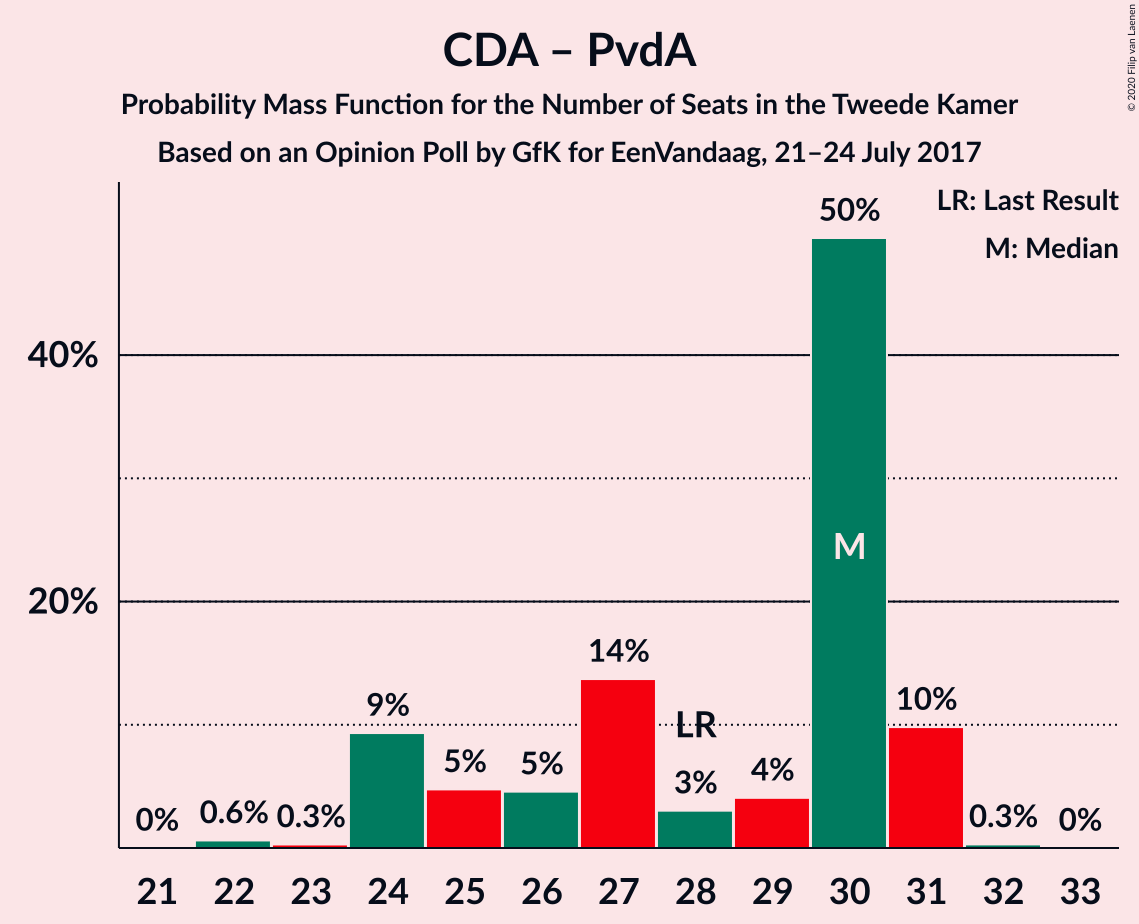 CDA – PvdA
Probability Mass Function for the Number of Seats in the Tweede Kamer
Based on an Opinion Poll by GfK for EenVandaag, 21–24 July 2017
© 2020 Filip van Laenen
LR: Last Result
M: Median
40%
20%
0%
0.6%
0.3%
9%
5%
5%
14%
LR
3%
4%
50%
M
10%
0.3%
0%
21 22 23 24 25 26 27 28 29 30 31 32 33